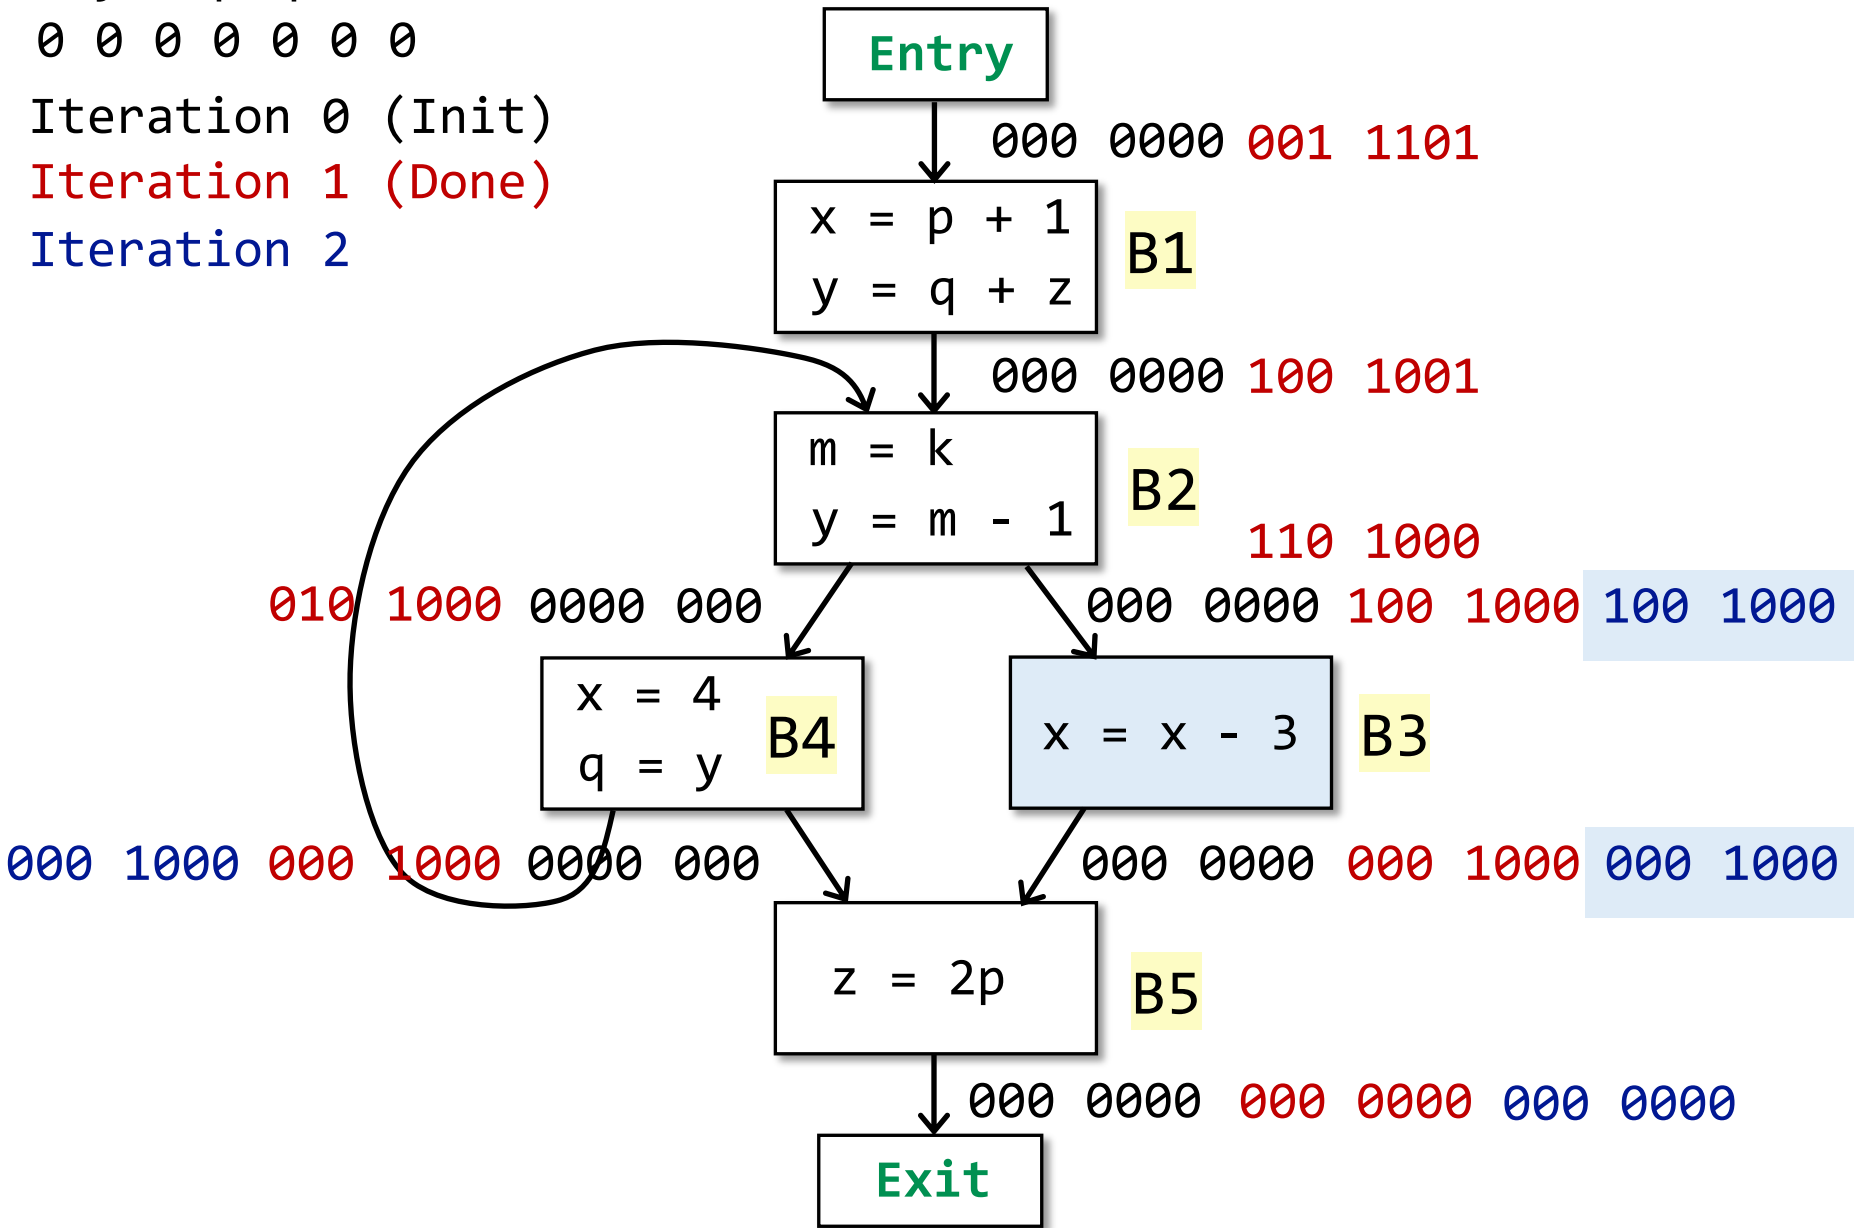 0 0 0 0 0 0 0
Iteration 0 (Init)
Iteration 1 (Done)
Iteration 2
Entry
000 0000 001 1101
x = p + 1
y = q + z
B1
000 0000 100 1001
m = k
y = m - 1
B2
110 1000
010 1000 0000 000
000 0000 100 1000 100 1000
x = 4
q = y
B4
x = x - 3
B3
000 1000 000 1000 0000 000
000 0000 000 1000 000 1000
z = 2p
B5
000 0000 000 0000 000 0000
Exit